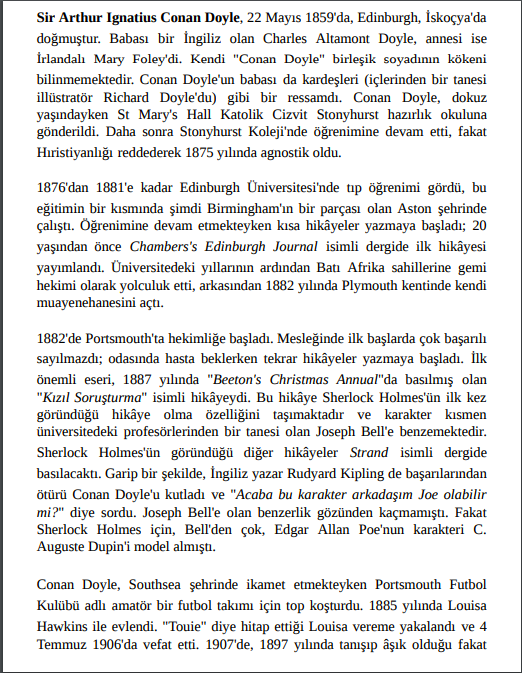 Sir Arthur Ignatius Conan Doyle, 22 Mayıs 1859'da, Edinburgh, İskoçya'da
doğmuştur. Babası bir İngiliz olan Charles Altamont Doyle, annesi ise
İrlandalı Mary Foley'di. Kendi "Conan Doyle" birleşik soyadının kökeni
bilinmemektedir. Conan Doyle'un babası da kardeşleri (içlerinden bir tanesi
illüstratör Richard Doyle'du) gibi bir ressamdı. Conan Doyle, dokuz
yaşındayken St Mary's Hall Katolik Cizvit Stonyhurst hazırlık okuluna
gönderildi. Daha sonra Stonyhurst Koleji'nde öğrenimine devam etti, fakat
Hıristiyanlığı reddederek 1875 yılında agnostik oldu.
1876'dan 1881'e kadar Edinburgh Üniversitesi'nde tıp öğrenimi gördü, bu
eğitimin bir kısmında şimdi Birmingham'ın bir parçası olan Aston şehrinde
çalıştı. Öğrenimine devam etmekteyken kısa hikâyeler yazmaya başladı; 20
yaşından önce Chambers's Edinburgh Journal isimli dergide ilk hikâyesi
yayımlandı. Üniversitedeki yıllarının ardından Batı Afrika sahillerine gemi
hekimi olarak yolculuk etti, arkasından 1882 yılında Plymouth kentinde kendi
muayenehanesini açtı.
1882'de Portsmouth'ta hekimliğe başladı. Mesleğinde ilk başlarda çok başarılı
sayılmazdı; odasında hasta beklerken tekrar hikâyeler yazmaya başladı. İlk
önemli eseri, 1887 yılında "Beeton's Christmas Annual"da basılmış olan
"Kızıl Soruşturma" isimli hikâyeydi. Bu hikâye Sherlock Holmes'ün ilk kez
göründüğü hikâye olma özelliğini taşımaktadır ve karakter kısmen
üniversitedeki profesörlerinden bir tanesi olan Joseph Bell'e benzemektedir.
Sherlock Holmes'ün göründüğü diğer hikâyeler Strand isimli dergide
basılacaktı. Garip bir şekilde, İngiliz yazar Rudyard Kipling de başarılarından
ötürü Conan Doyle'u kutladı ve "Acaba bu karakter arkadaşım Joe olabilir
mi?" diye sordu. Joseph Bell'e olan benzerlik gözünden kaçmamıştı. Fakat
Sherlock Holmes için, Bell'den çok, Edgar Allan Poe'nun karakteri C.
Auguste Dupin'i model almıştı.
Conan Doyle, Southsea şehrinde ikamet etmekteyken Portsmouth Futbol
Kulübü adlı amatör bir futbol takımı için top koşturdu. 1885 yılında Louisa
Hawkins ile evlendi. "Touie" diye hitap ettiği Louisa vereme yakalandı ve 4
Temmuz 1906'da vefat etti. 1907'de, 1897 yılında tanışıp âşık olduğu fakat